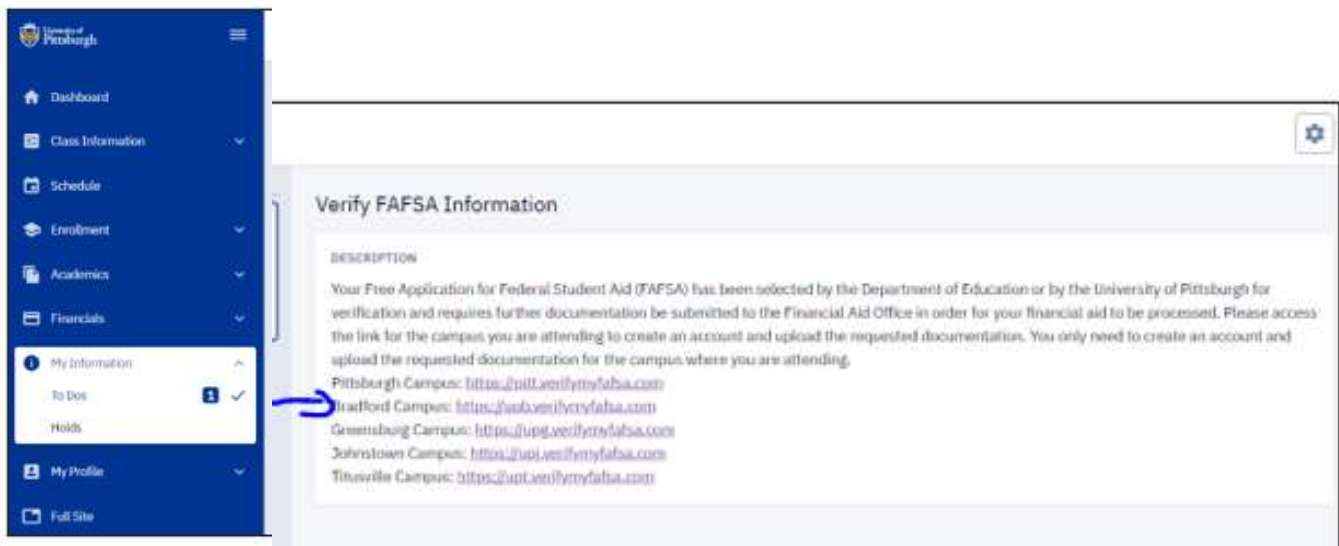 University of
Pittsburgh
Dashboard
Class Information
Schedule
Enrollment
Academics
Financials
My Information
To Dos 1
Holds
My Profile
Full Site
Verify FAFSA Information
DESCRIPTION
Your Free Application for Federal Student Aid (FAFSA) has been selected by the Department of Education or by the University of Pittsburgh for
verification and requires further documentation be submitted to the Financial Aid Office in order for your financial aid to be processed. Please access
the link for the campus you are attending to create an account and upload the requested documentation. You only need to create an account and
upload the requested documentation for the campus where you are attending.
Pittsburgh Campus: https://pitt.verifymyfafsa.com
Bradford Campus: https://upb.verifymyfafsa.com
Greensburg Campus: https://upg.verifymyfafsa.com
Johnstown Campus: https://upj.verifymyfafsa.com
Titusville Campus: https://upt.verifymyfafsa.com